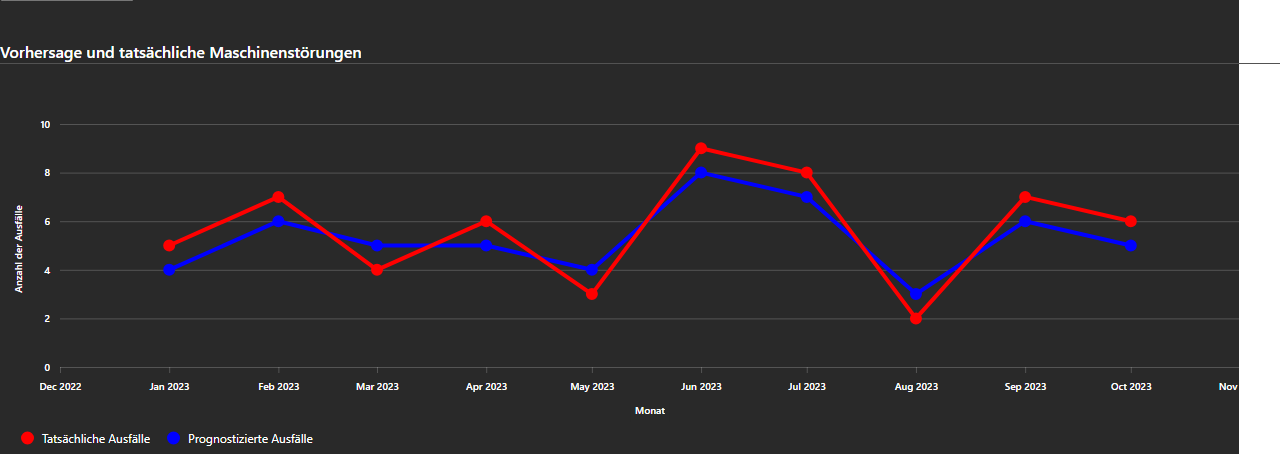 Vorhersage und tatsächliche Maschinenstörungen
10
8
6
4
2
0
Anzahl der Ausfälle
Dec 2022 Jan 2023 Feb 2023 Mar 2023 Apr 2023 May 2023 Jun 2023 Jul 2023 Aug 2023 Sep 2023 Oct 2023 Nov
Monat
Tatsächliche Ausfälle Prognostizierte Ausfälle